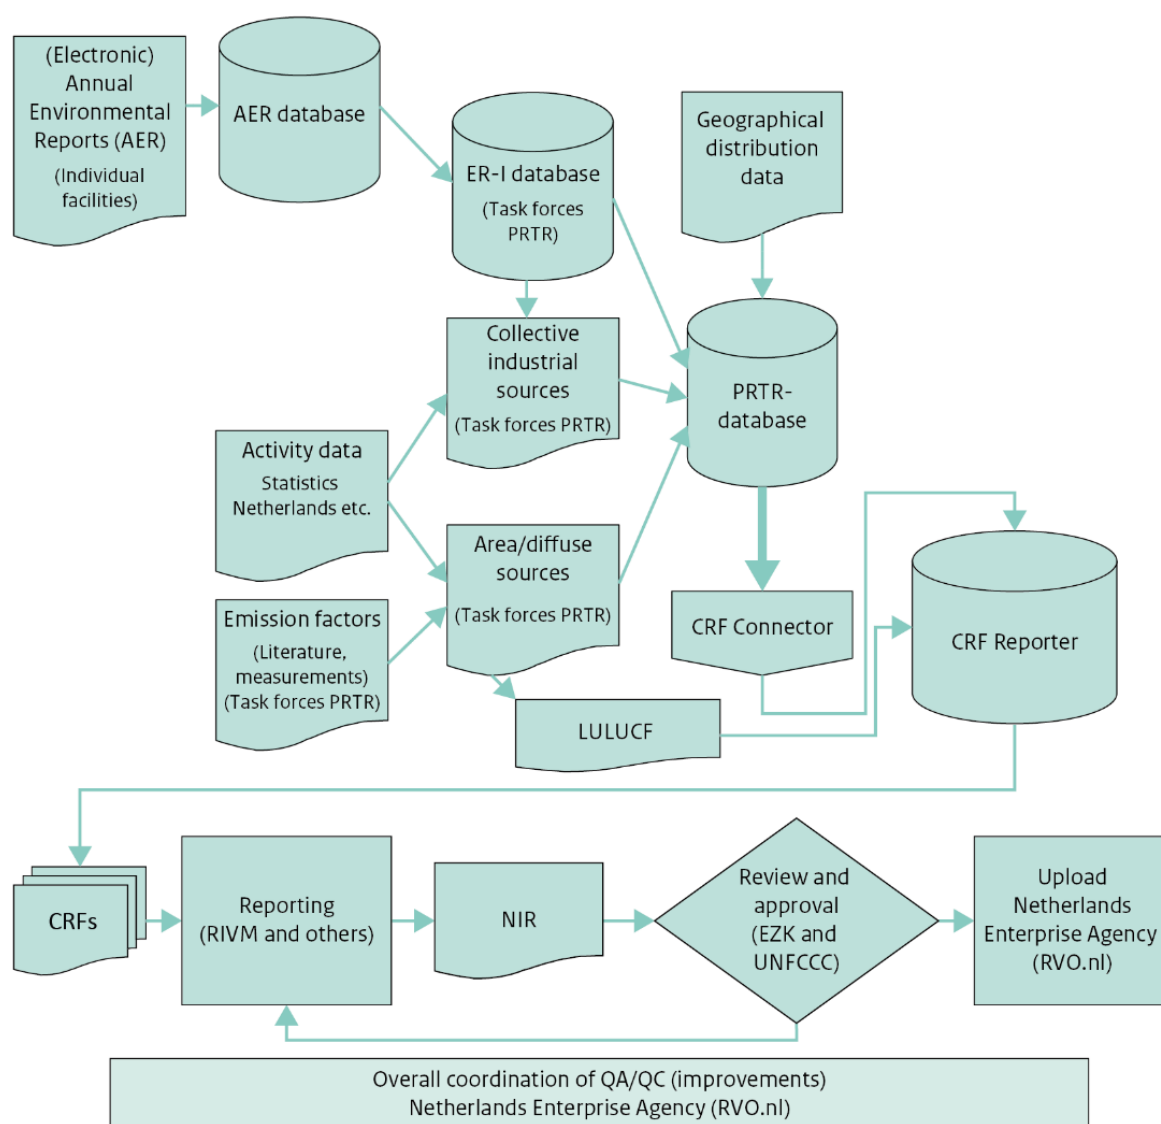 (Electronic)
Annual
Environmental
Reports (AER)
(Individual
facilities)
AER database
ER-I database
(Task forces
PRTR)
Geographical
distribution
data
Collective
industrial
sources
(Task forces PRTR)
PRTR-
database
Activity data
Statistics
Netherlands etc.
Area/diffuse
sources
(Task forces PRTR)
Emission factors
(Literature,
measurements)
(Task forces PRTR)
CRF Connector
CRF Reporter
LULUCF
CRFs
Reporting
(RIVM and others)
NIR
Review and
approval
(EZK and
UNFCCC)
Upload
Netherlands
Enterprise Agency
(RVO.nl)
Overall coordination of QA/QC (improvements)
Netherlands Enterprise Agency (RVO.nl)